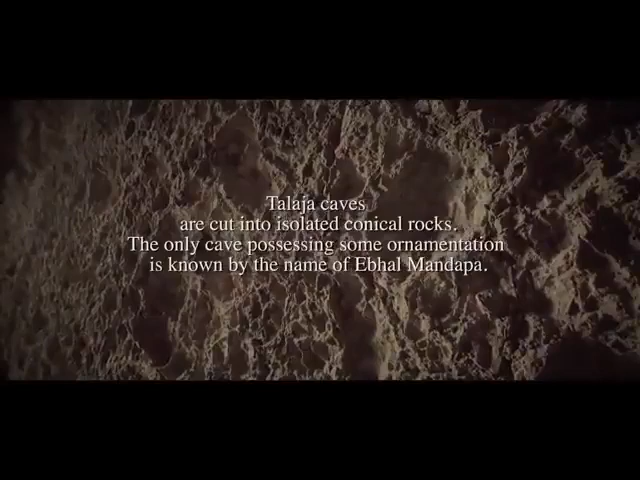 Talaja caves
are cut into isolated conical rocks.
The only cave possessing some ornamentation
is known by the name of Ebhal Mandapa.